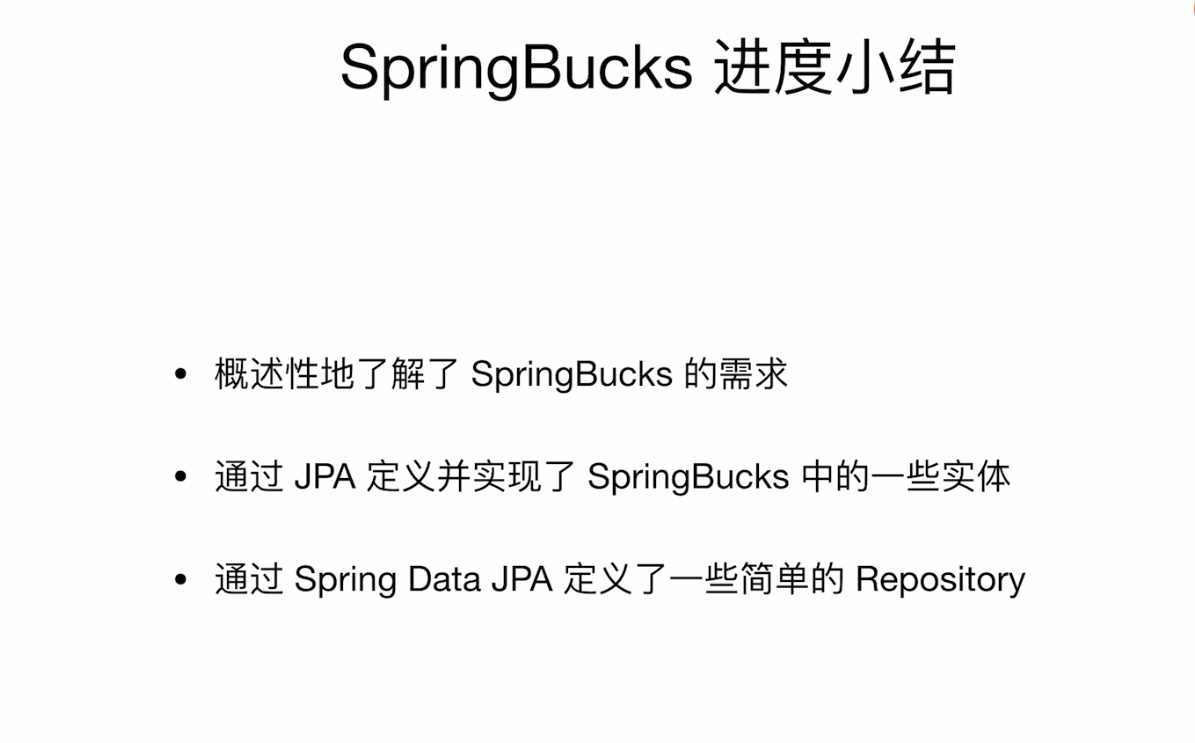 SpringBucks 进度小结
• 概述性地了解了 SpringBucks 的需求
• 通过 JPA 定义并实现了 SpringBucks 中的一些实体
• 通过 Spring Data JPA 定义了一些简单的 Repository